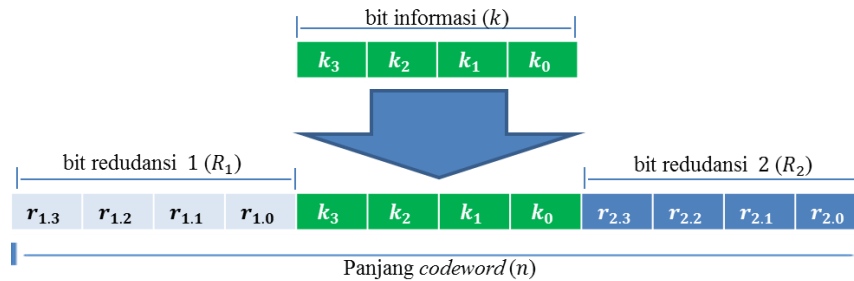 bit informasi (k)
k₃ k₂ k₁ k₀
bit redudansi 1 (R₁) bit redudansi 2 (R₂)
r₁.₃ r₁.₂ r₁.₁ r₁.₀ k₃ k₂ k₁ k₀ r₂.₃ r₂.₂ r₂.₁ r₂.₀
Panjang codeword (n)